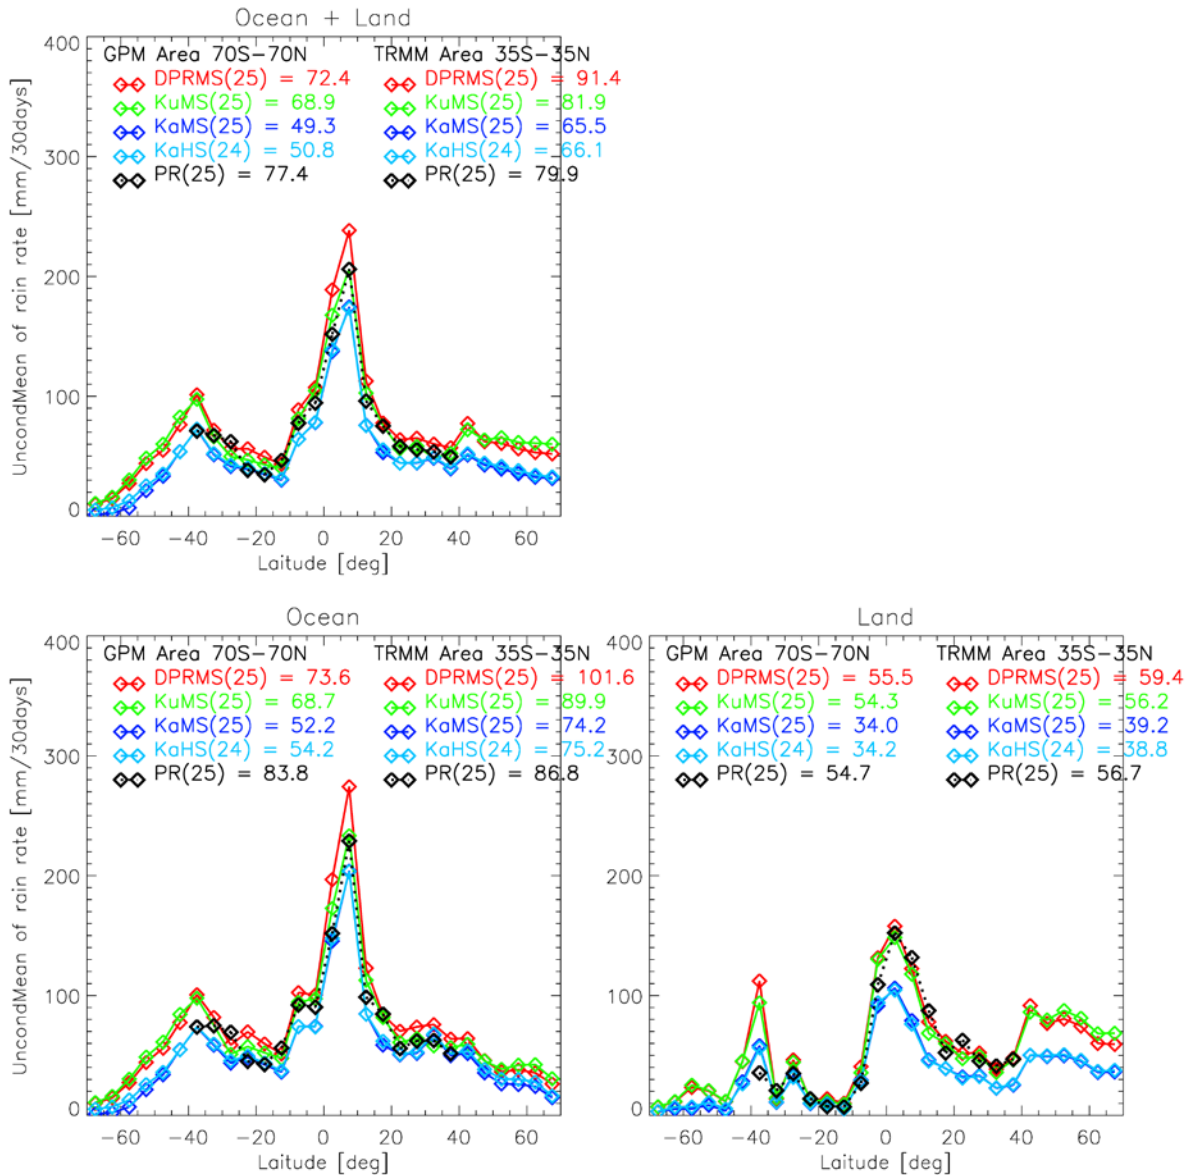 Ocean + Land
400
GPM Area 70S-70N TRMM Area 35S-35N
DPRMS(25) = 72.4 DPRMS(25) = 91.4
KuMS(25) = 68.9 KuMS(25) = 81.9
KaMS(25) = 49.3 KaMS(25) = 65.5
KaHS(24) = 50.8 KaHS(24) = 66.1
PR(25) = 77.4 PR(25) = 79.9
300
200
100
0
UncondMean of rain rate [mm/30days]
-60 -40 -20 0 20 40 60
Laitude [deg]
Ocean
400
GPM Area 70S-70N TRMM Area 35S-35N
DPRMS(25) = 73.6 DPRMS(25) = 101.6
KuMS(25) = 68.7 KuMS(25) = 89.9
KaMS(25) = 52.2 KaMS(25) = 74.2
KaHS(24) = 54.2 KaHS(24) = 75.2
PR(25) = 83.8 PR(25) = 86.8
300
200
100
0
UncondMean of rain rate [mm/30days]
-60 -40 -20 0 20 40 60
Laitude [deg]
Land
400
GPM Area 70S-70N TRMM Area 35S-35N
DPRMS(25) = 55.5 DPRMS(25) = 59.4
KuMS(25) = 54.3 KuMS(25) = 56.2
KaMS(25) = 34.0 KaMS(25) = 39.2
KaHS(24) = 34.2 KaHS(24) = 38.8
PR(25) = 54.7 PR(25) = 56.7
300
200
100
0
UncondMean of rain rate [mm/30days]
-60 -40 -20 0 20 40 60
Laitude [deg]